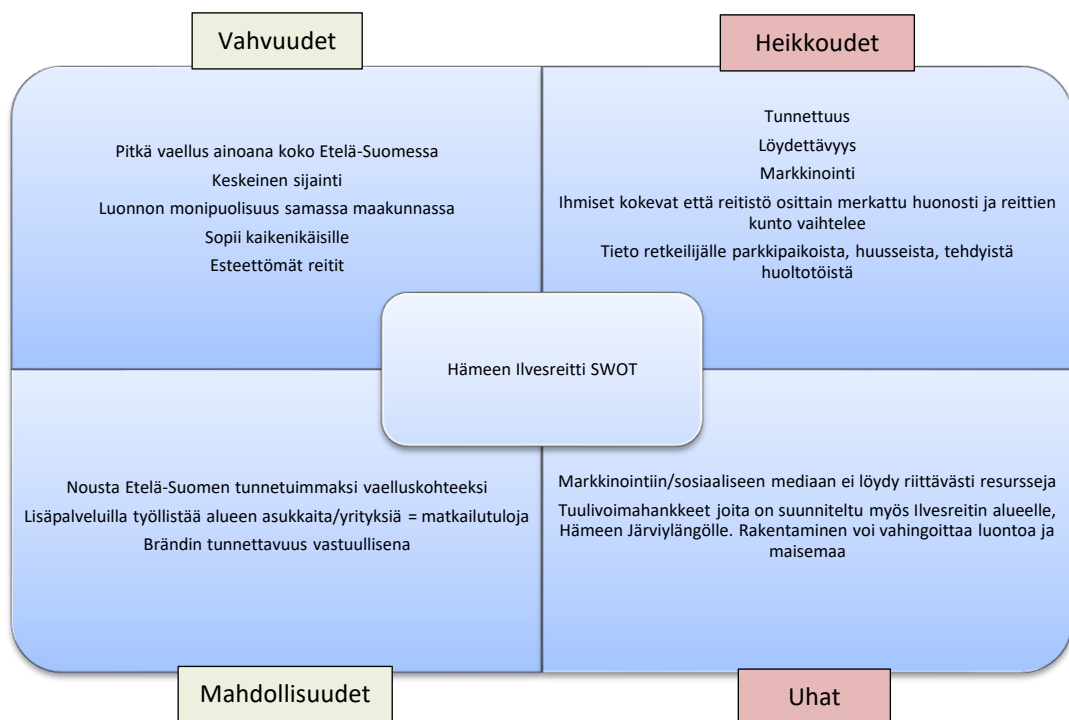 Vahvuudet
Heikkoudet
Pitkä vaellus ainoana koko Etelä-Suomessa
Keskeinen sijainti
Luonnon monipuolisuus samassa maakunnassa
Sopii kaikenikäisille
Esteettömät reitit
Tunnettuus
Löydettävyys
Markkinointi
Ihmiset kokevat että reitistö osittain merkattu huonosti ja reittien
kunto vaihtelee
Tieto retkeilijälle parkkipaikoista, huusseista, tehdyistä
huoltotöistä
Hämeen Ilvesreitti SWOT
Nousta Etelä-Suomen tunnetuimmaksi vaelluskohteeksi
Lisäpalveluilla työllistää alueen asukkaita/yrityksiä = matkailutuloja
Brändin tunnettavuus vastuullisena
Markkinointiin/sosiaaliseen mediaan ei löydy riittävästi resursseja
Tuulivoimahankkeet joita on suunniteltu myös Ilvesreitin alueelle,
Hämeen Järviylängölle. Rakentaminen voi vahingoittaa luontoa ja
maisemaa
Mahdollisuudet
Uhat